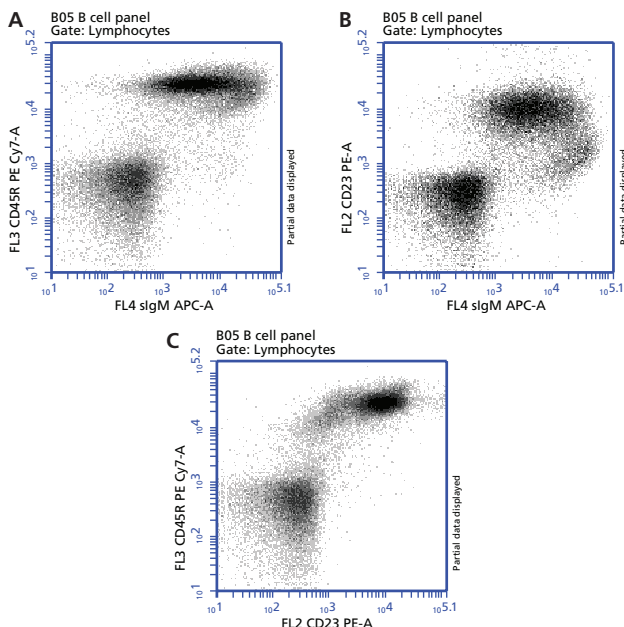 A
B05 B cell panel
Gate: Lymphocytes
FL3 CD45R PE Cy7-A
10^5.2
10^4
10^3
10^2
10^1
10^1 10^2 10^3 10^4 10^5.1
FL4 sIgM APC-A
Partial data displayed
B
B05 B cell panel
Gate: Lymphocytes
FL2 CD23 PE-A
10^5.2
10^4
10^3
10^2
10^1
10^1 10^2 10^3 10^4 10^5.1
FL4 sIgM APC-A
Partial data displayed
C
B05 B cell panel
Gate: Lymphocytes
FL3 CD45R PE Cy7-A
10^5.2
10^4
10^3
10^2
10^1
10^1 10^2 10^3 10^4 10^5.1
FL2 CD23 PE-A
Partial data displayed